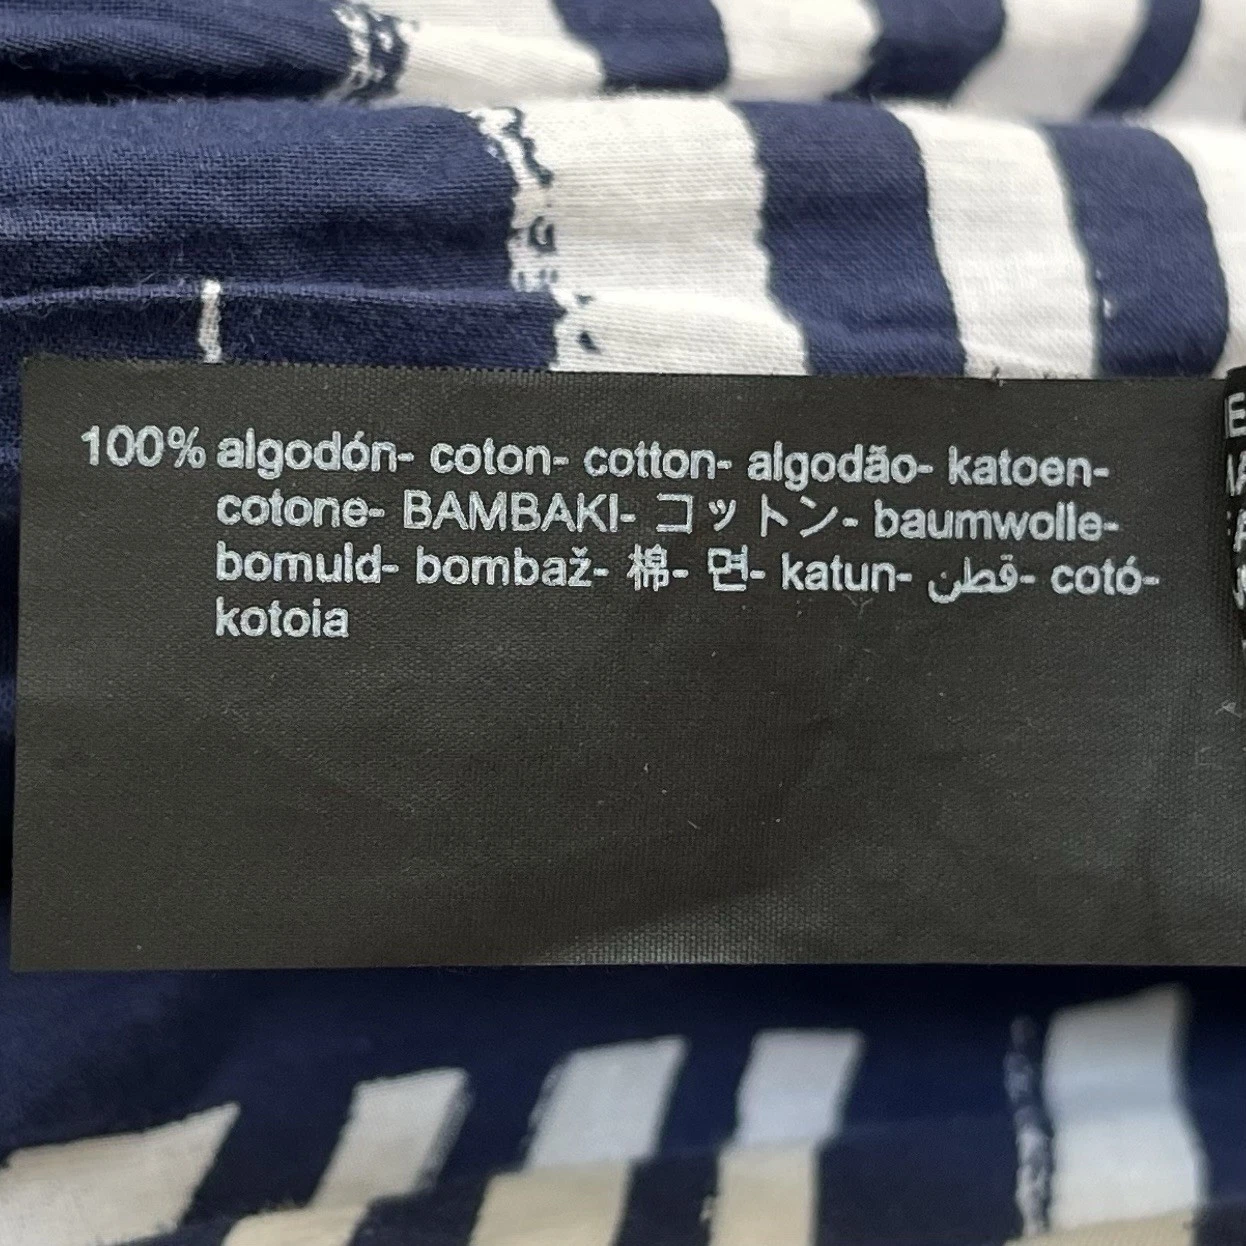 100% algodón- coton- cotton- algodão- katoen-
cotone- BAMBAKI- コットン- baumwolle-
bomuld- bombaž- 棉- 면- katun- قطن- cotó-
kotoia